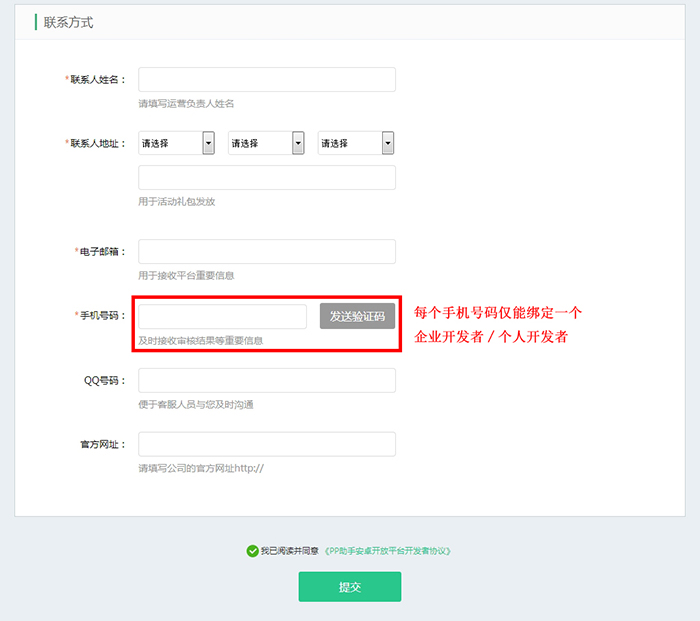 联系方式
*联系人姓名：
请填写运营负责人姓名
*联系人地址： 请选择 请选择 请选择
用于活动礼包发放
*电子邮箱：
用于接收平台重要信息
*手机号码： 发送验证码
每个手机号码仅能绑定一个
企业开发者 / 个人开发者
及时接收审核结果等重要信息
QQ号码：
便于客服人员与您及时沟通
官方网址：
请填写公司的官方网址http://
我已阅读并同意 《PP助手安卓开放平台开发者协议》
提交